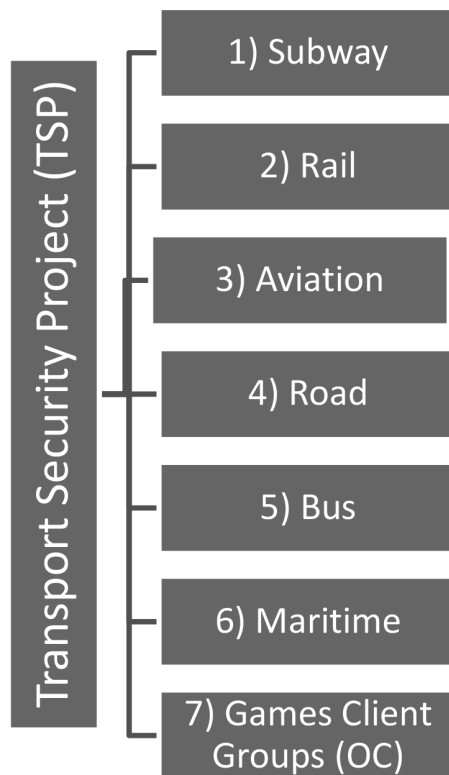 Transport Security Project (TSP)
1) Subway
2) Rail
3) Aviation
4) Road
5) Bus
6) Maritime
7) Games Client
Groups (OC)